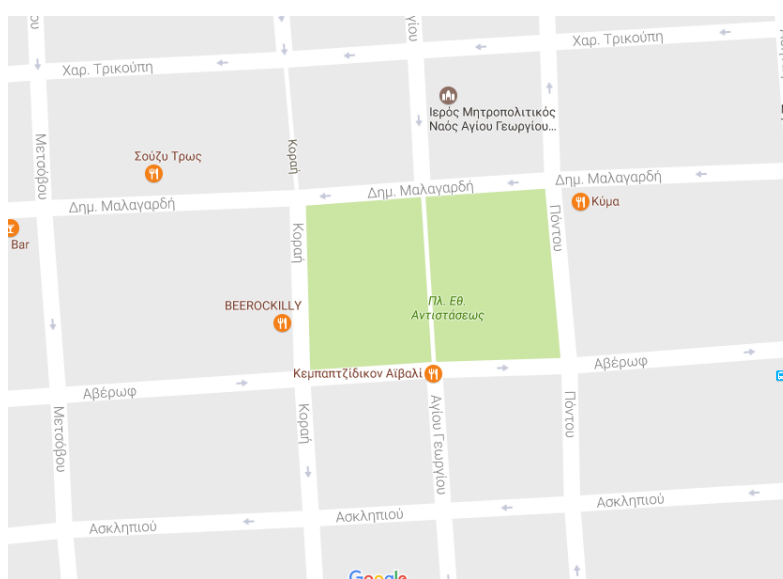 Χαρ. Τρικούπη
Χαρ. Τρικούπη
Ιερός Μητροπολιτικός
Ναός Αγίου Γεωργίου...
Μετσόβου
Κοραή
Σούζυ Τρως
Δημ. Μαλαγαρδή
Δημ. Μαλαγαρδή
Δημ. Μαλαγαρδή
Κύμα
Πόντου
Κοραή
Bar
BEEROCKILLY
Πλ. Εθ.
Αντιστάσεως
Κεμπαπτζίδικον Αϊβαλί
Αβέρωφ
Αβέρωφ
Μετσόβου
Κοραή
Αγίου Γεωργίου
Πόντου
Ασκληπιού
Ασκληπιού
Ασκληπιού
Google